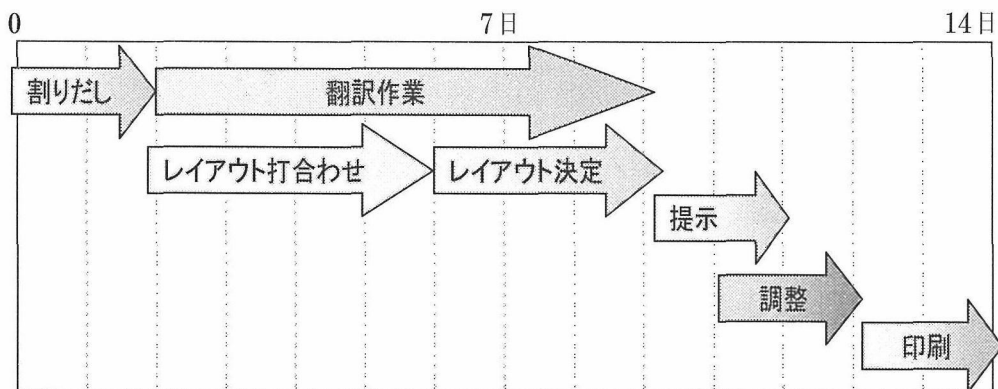 0 7日 14日
割りだし 翻訳作業
レイアウト打合わせ レイアウト決定
提示
調整
印刷